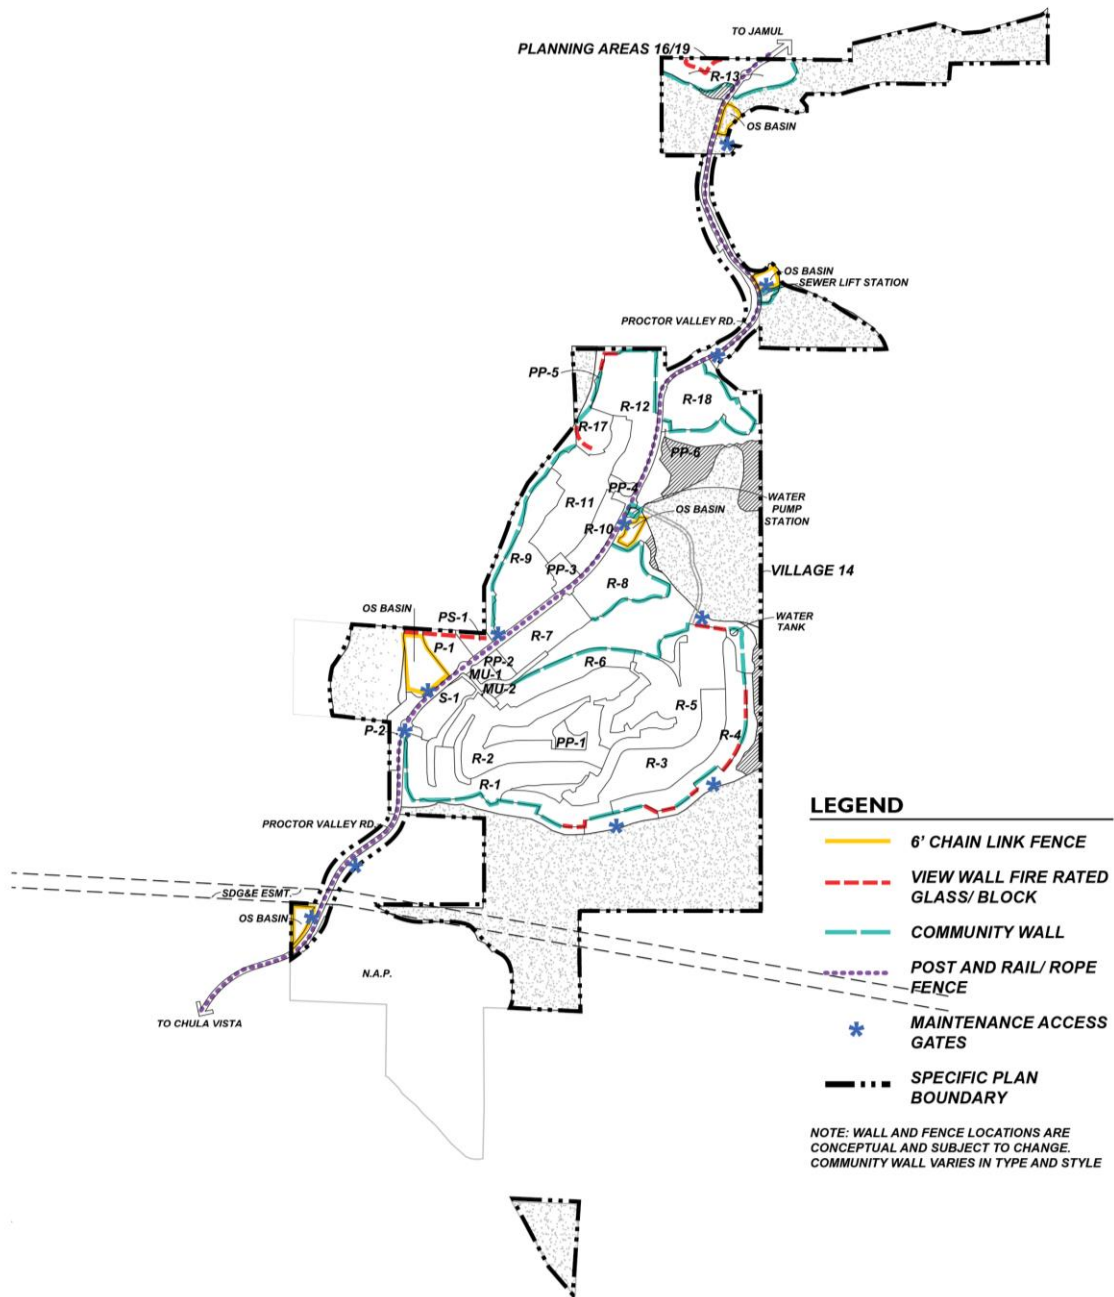 TO JAMUL
PLANNING AREAS 16/19
R-13
OS BASIN
OS BASIN
SEWER LIFT STATION
PROCTOR VALLEY RD.
PP-5
R-12
R-18
R-17
PP-6
PP-4
R-11
WATER
PUMP
STATION
OS BASIN
R-10
R-9
PP-3
VILLAGE 14
R-8
OS BASIN
PS-1
WATER
TANK
P-1
R-7
PP-2
R-6
MU-1
MU-2
S-1
R-5
P-2
R-4
PP-1
R-2
R-3
R-1
PROCTOR VALLEY RD.
SDG&E ESMT.
OS BASIN
N.A.P.
TO CHULA VISTA
LEGEND
6' CHAIN LINK FENCE
VIEW WALL FIRE RATED
GLASS/ BLOCK
COMMUNITY WALL
POST AND RAIL/ ROPE
FENCE
MAINTENANCE ACCESS
GATES
SPECIFIC PLAN
BOUNDARY
NOTE: WALL AND FENCE LOCATIONS ARE
CONCEPTUAL AND SUBJECT TO CHANGE.
COMMUNITY WALL VARIES IN TYPE AND STYLE